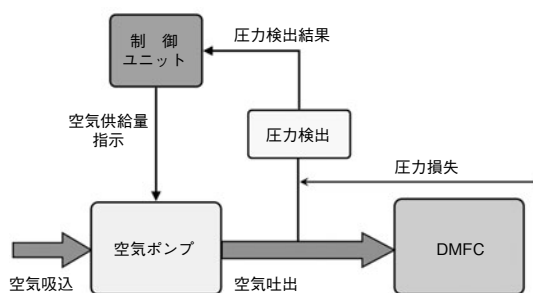 制 御
ユニット
圧力検出結果
空気供給量
指示
圧力検出
圧力損失
空気ポンプ
DMFC
空気吸込
空気吐出